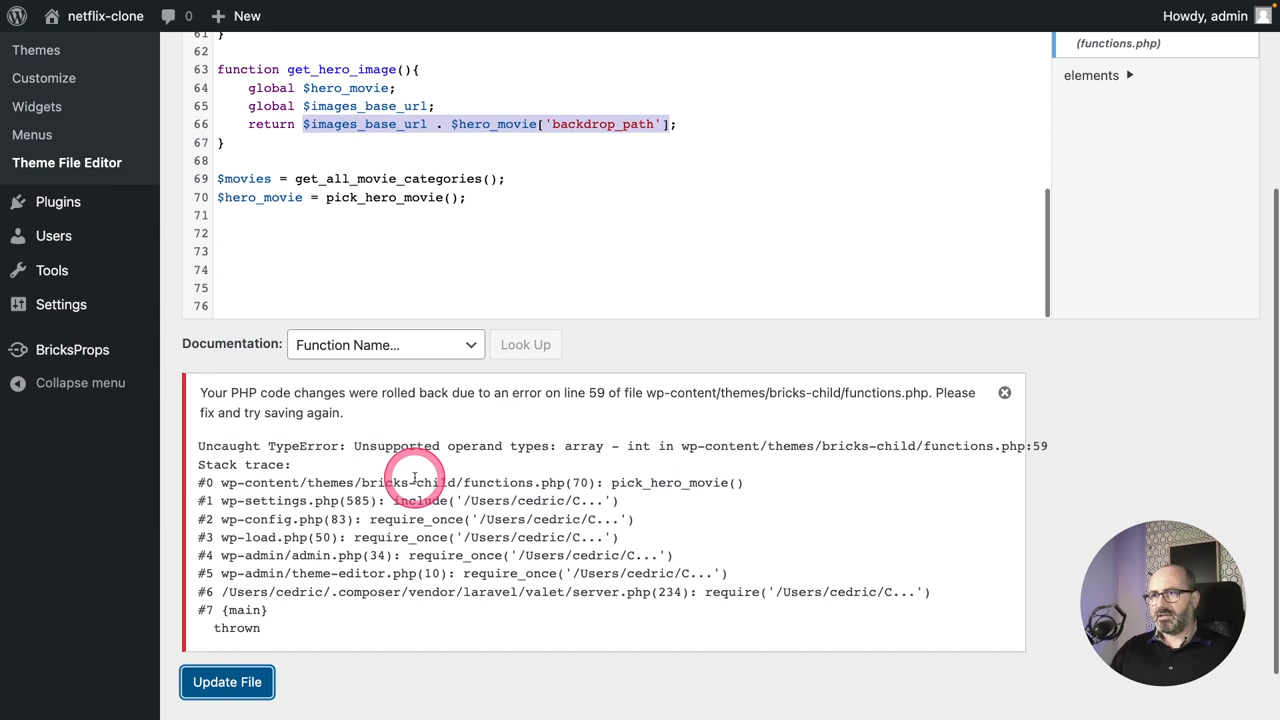 netflix-clone
0
New
Howdy, admin
Themes
Customize
Widgets
Menus
Theme File Editor
Plugins
Users
Tools
Settings
BricksProps
Collapse menu
61 }
62
63 function get_hero_image(){
64 global $hero_movie;
65 global $images_base_url;
66 return $images_base_url . $hero_movie['backdrop_path'];
67 }
68
69 $movies = get_all_movie_categories();
70 $hero_movie = pick_hero_movie();
71
72
73
74
75
76
(functions.php)
elements
Documentation:
Function Name...
Look Up
Your PHP code changes were rolled back due to an error on line 59 of file wp-content/themes/bricks-child/functions.php. Please
fix and try saving again.
Uncaught TypeError: Unsupported operand types: array - int in wp-content/themes/bricks-child/functions.php:59
Stack trace:
#0 wp-content/themes/bricks-child/functions.php(70): pick_hero_movie()
#1 wp-settings.php(585): include('/Users/cedric/C...')
#2 wp-config.php(83): require_once('/Users/cedric/C...')
#3 wp-load.php(50): require_once('/Users/cedric/C...')
#4 wp-admin/admin.php(34): require_once('/Users/cedric/C...')
#5 wp-admin/theme-editor.php(10): require_once('/Users/cedric/C...')
#6 /Users/cedric/.composer/vendor/laravel/valet/server.php(234): require('/Users/cedric/C...')
#7 {main}
thrown
Update File